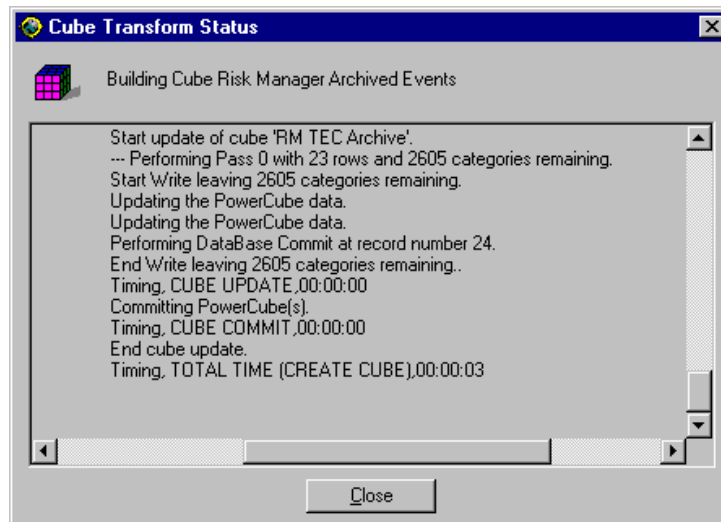 Cube Transform Status
Building Cube Risk Manager Archived Events
Start update of cube 'RM TEC Archive'.
--- Performing Pass 0 with 23 rows and 2605 categories remaining.
Start Write leaving 2605 categories remaining.
Updating the PowerCube data.
Updating the PowerCube data.
Performing DataBase Commit at record number 24.
End Write leaving 2605 categories remaining..
Timing, CUBE UPDATE,00:00:00
Committing PowerCube(s).
Timing, CUBE COMMIT,00:00:00
End cube update.
Timing, TOTAL TIME (CREATE CUBE),00:00:03
Close